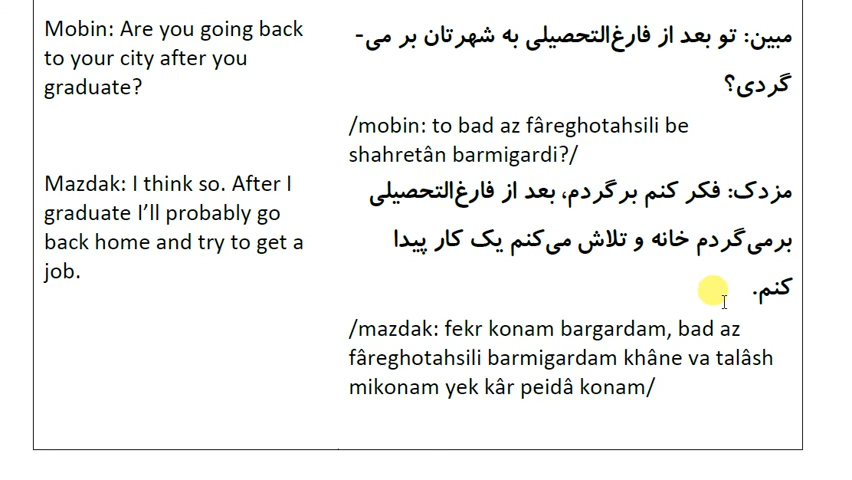 Mobin: Are you going back
to your city after you
graduate?
مبین: تو بعد از فارغ‌التحصیلی به شهرتان بر می-
گردی؟
/mobin: to bad az fâreghotahsili be
shahretân barmigardi?/
Mazdak: I think so. After I
graduate I’ll probably go
back home and try to get a
job.
مزدک: فکر کنم برگردم، بعد از فارغ‌التحصیلی
برمی‌گردم خانه و تلاش می‌کنم یک کار پیدا
کنم.
/mazdak: fekr konam bargardam, bad az
fâreghotahsili barmigardam khâne va talâsh
mikonam yek kâr peidâ konam/